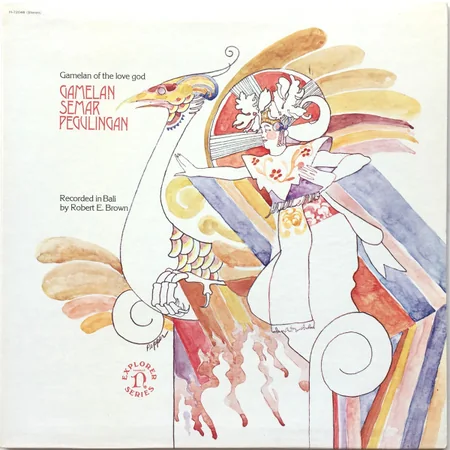 Gamelan of the love god
GAMELAN
SEMAR
PEGULINGAN
Recorded in Bali
by Robert E. Brown
EXPLORER
SERIES